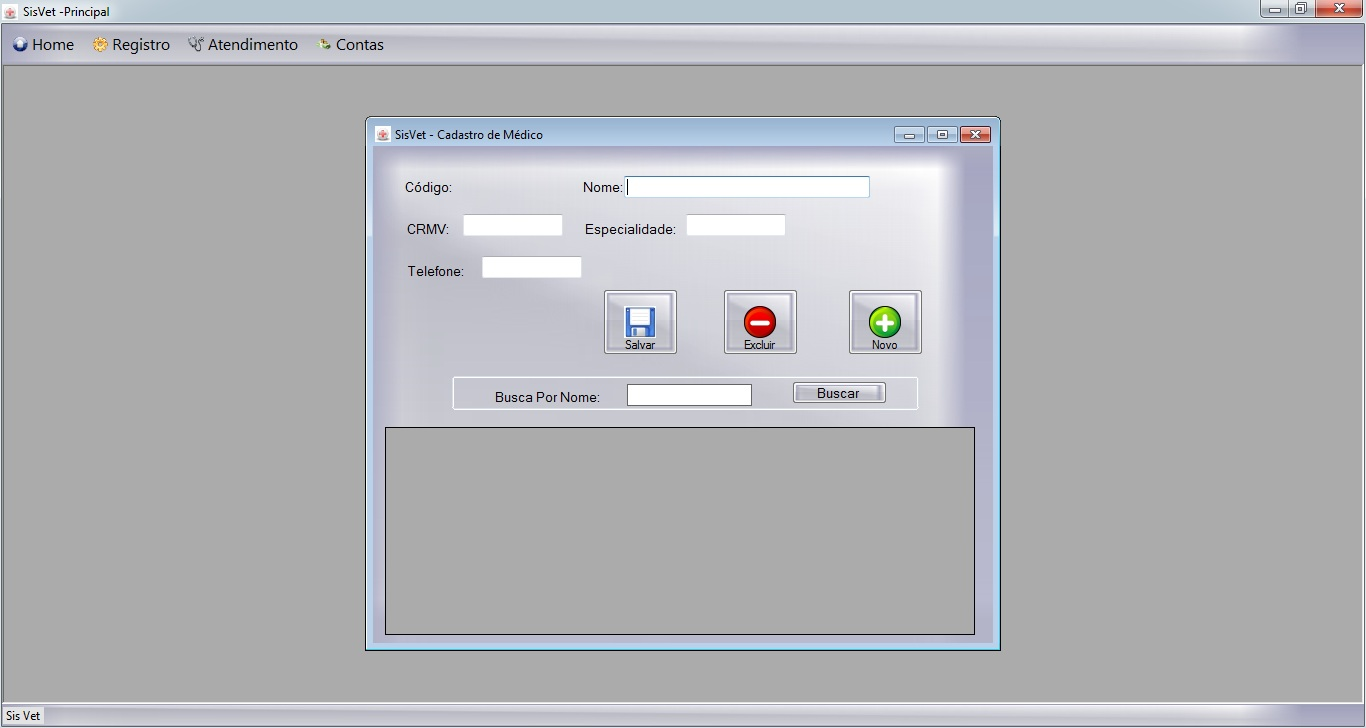 SisVet -Principal
Home Registro Atendimento Contas
SisVet - Cadastro de Médico
Código: Nome:
CRMV: Especialidade:
Telefone:
Salvar Excluir Novo
Busca Por Nome: Buscar
Sis Vet